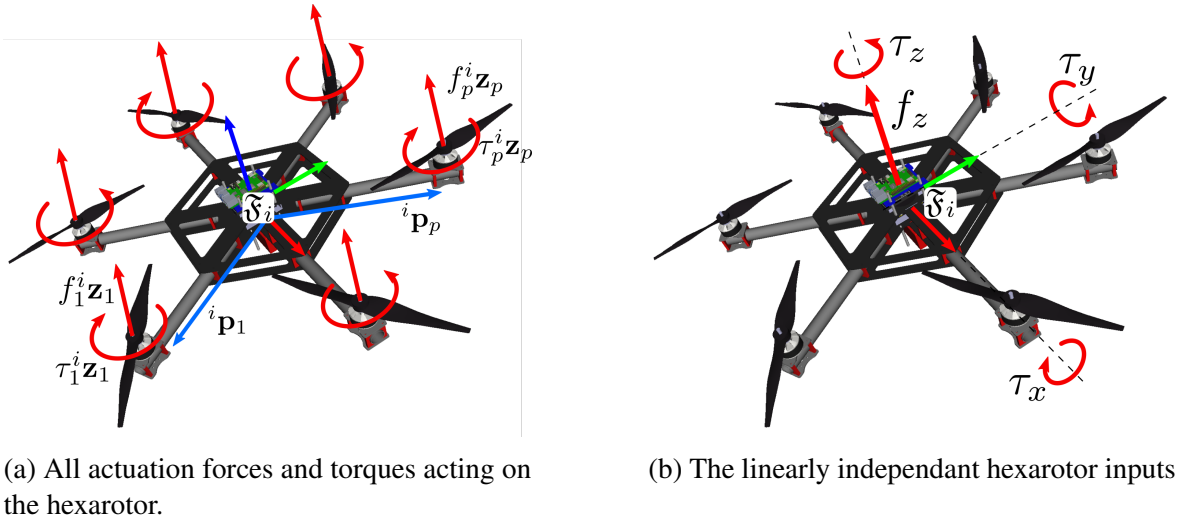 f_p^i z_p
τ_p^i z_p
𝔉_i
^i p_p
f_1^i z_1
^i p_1
τ_1^i z_1
τ_z
τ_y
f_z
𝔉_i
τ_x
(a) All actuation forces and torques acting on
the hexarotor.
(b) The linearly independant hexarotor inputs